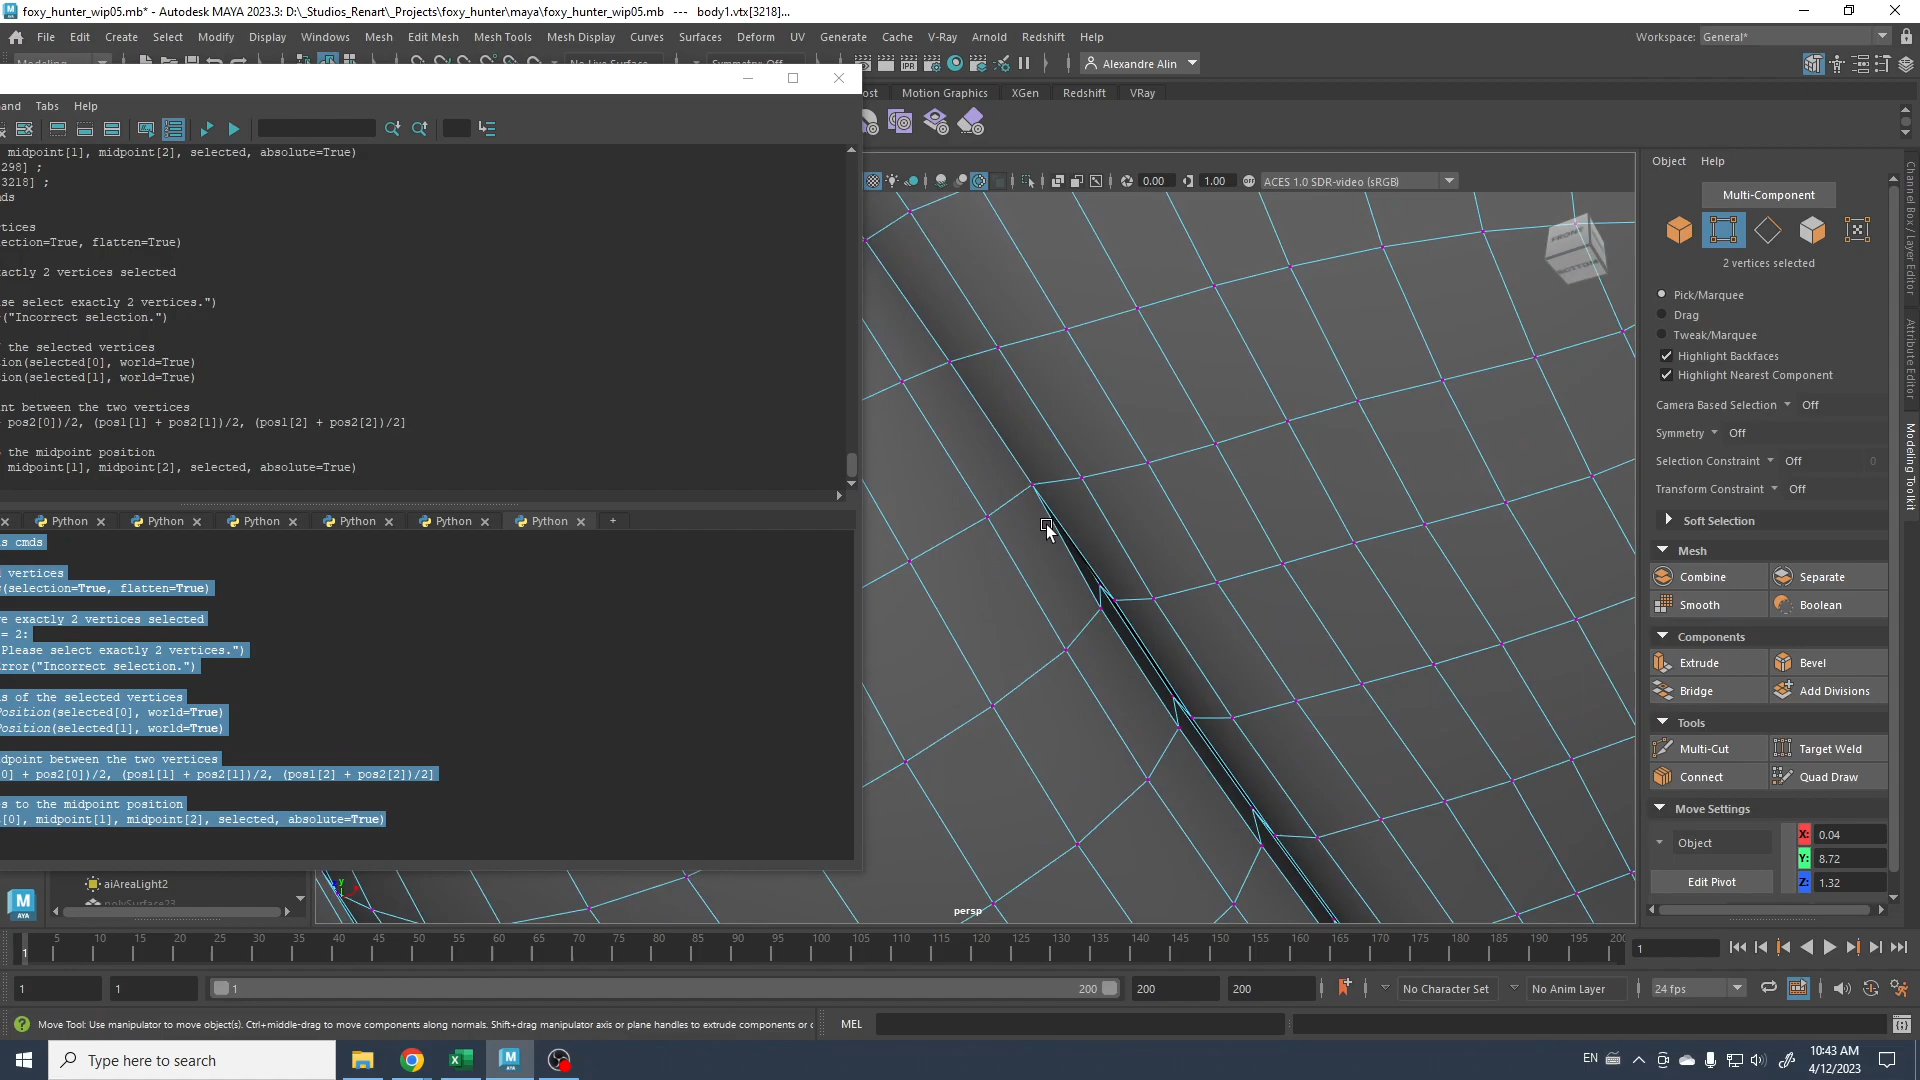 foxy_hunter_wip05.mb* - Autodesk MAYA 2023.3: D:\_Studios_Renart\_Projects\foxy_hunter\maya\foxy_hunter_wip05.mb --- body1.vtx[3218]...
File Edit Create Select Modify Display Windows Mesh Edit Mesh Mesh Tools Mesh Display Curves Surfaces Deform UV Generate Cache V-Ray Arnold Redshift Help
Workspace: General*
Alexandre Alin
Motion Graphics XGen Redshift VRay
and Tabs Help
midpoint[1], midpoint[2], selected, absolute=True)
298] ;
3218] ;
ds
tices
ection=True, flatten=True)
actly 2 vertices selected
se select exactly 2 vertices.")
("Incorrect selection.")
the selected vertices
ion(selected[0], world=True)
ion(selected[1], world=True)
nt between the two vertices
pos2[0])/2, (pos1[1] + pos2[1])/2, (pos1[2] + pos2[2])/2]
the midpoint position
midpoint[1], midpoint[2], selected, absolute=True)
Python Python Python Python Python Python +
s cmds
vertices
(selection=True, flatten=True)
e exactly 2 vertices selected
= 2:
Please select exactly 2 vertices.")
rror("Incorrect selection.")
s of the selected vertices
osition(selected[0], world=True)
osition(selected[1], world=True)
dpoint between the two vertices
0] + pos2[0])/2, (pos1[1] + pos2[1])/2, (pos1[2] + pos2[2])/2]
s to the midpoint position
[0], midpoint[1], midpoint[2], selected, absolute=True)
0.00 1.00 ACES 1.0 SDR-video (sRGB)
FRONT
BOTTOM
persp
aiAreaLight2
Object Help
Multi-Component
2 vertices selected
Pick/Marquee
Drag
Tweak/Marquee
Highlight Backfaces
Highlight Nearest Component
Camera Based Selection Off
Symmetry Off
Selection Constraint Off 0
Transform Constraint Off
Soft Selection
Mesh
Combine Separate
Smooth Boolean
Components
Extrude Bevel
Bridge Add Divisions
Tools
Multi-Cut Target Weld
Connect Quad Draw
Move Settings
Object X: 0.04
Y: 8.72
Edit Pivot Z: 1.32
Channel Box / Layer Editor
Attribute Editor
Modeling Toolkit
5 10 15 20 25 30 35 40 45 50 55 60 65 70 75 80 85 90 95 100 105 110 115 120 125 130 135 140 145 150 155 160 165 170 175 180 185 190 195
1 1
1 1 1 200 200 200 No Character Set No Anim Layer 24 fps
Move Tool: Use manipulator to move object(s). Ctrl+middle-drag to move components along normals. Shift+drag manipulator axis or plane handles to extrude components or
MEL
Type here to search
EN
10:43 AM
4/12/2023